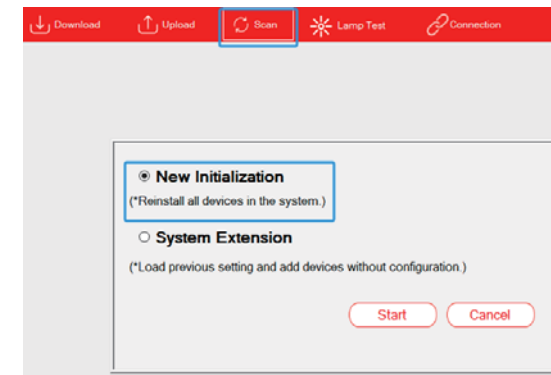 Download Upload Scan Lamp Test Connection
New Initialization
(*Reinstall all devices in the system.)
System Extension
(*Load previous setting and add devices without configuration.)
Start Cancel